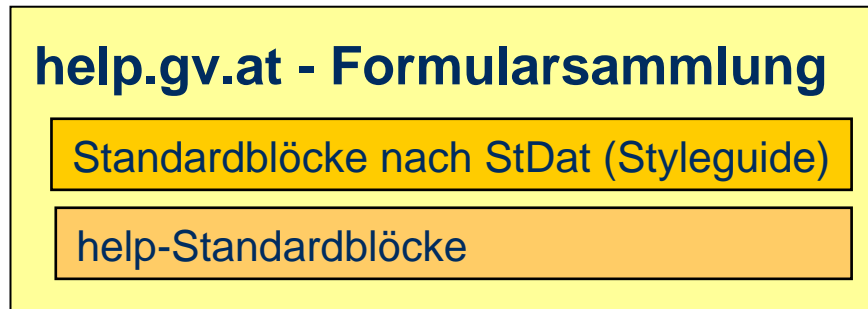 help.gv.at - Formularsammlung
Standardblöcke nach StDat (Styleguide)
help-Standardblöcke